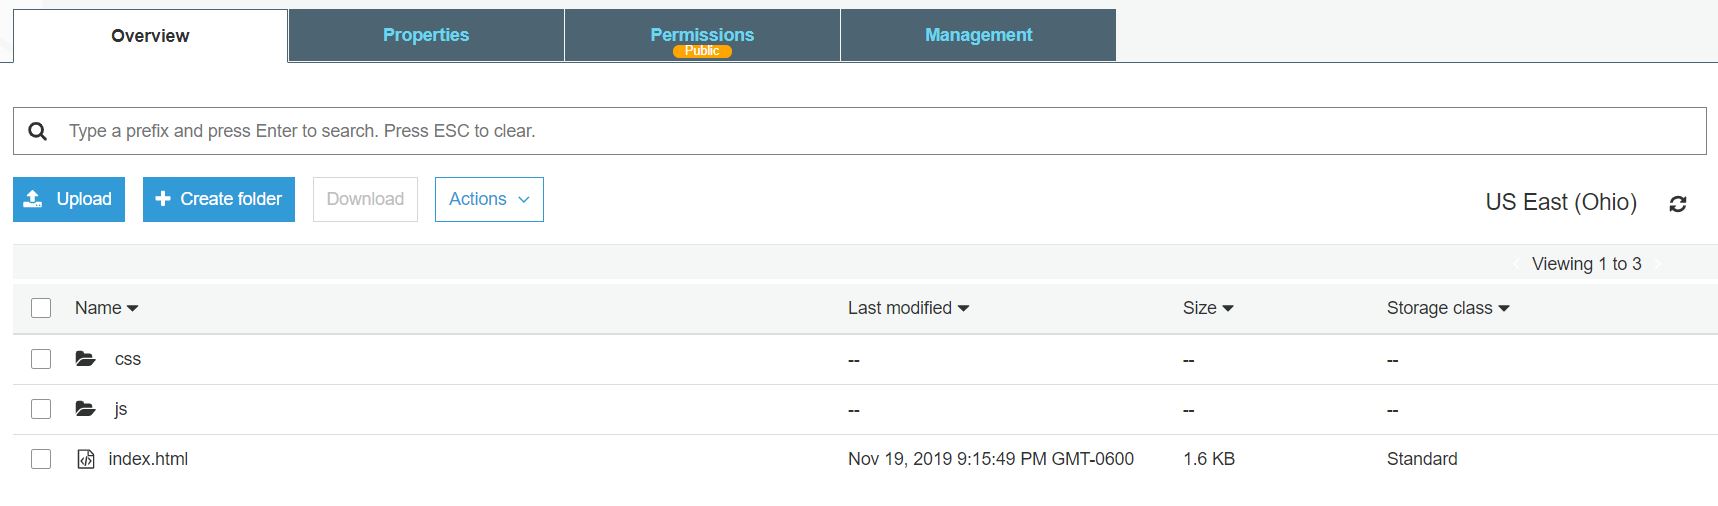 Overview Properties Permissions Management
Public
Type a prefix and press Enter to search. Press ESC to clear.
Upload Create folder Download Actions
US East (Ohio)
Viewing 1 to 3
Name Last modified Size Storage class
css -- -- --
js -- -- --
index.html Nov 19, 2019 9:15:49 PM GMT-0600 1.6 KB Standard